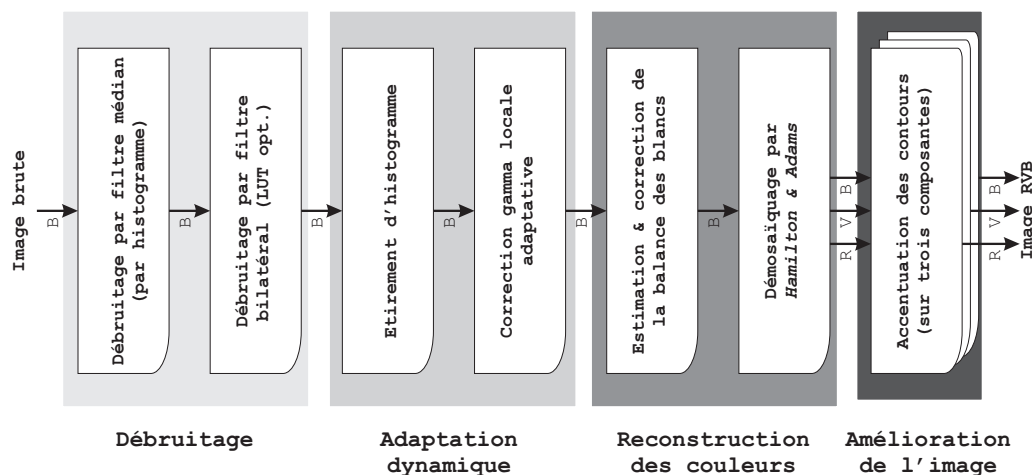 Image brute
B
Débruitage par filtre médian
(par histogramme)
B
Débruitage par filtre
bilatéral (LUT opt.)
B
Etirement d'histogramme
B
Correction gamma locale
adaptative
B
Estimation & correction de
la balance des blancs
B
Démosaïquage par
Hamilton & Adams
B
V
R
Accentuation des contours
(sur trois composantes)
B
V
R
Image RVB
Débruitage
Adaptation
dynamique
Reconstruction
des couleurs
Amélioration
de l'image